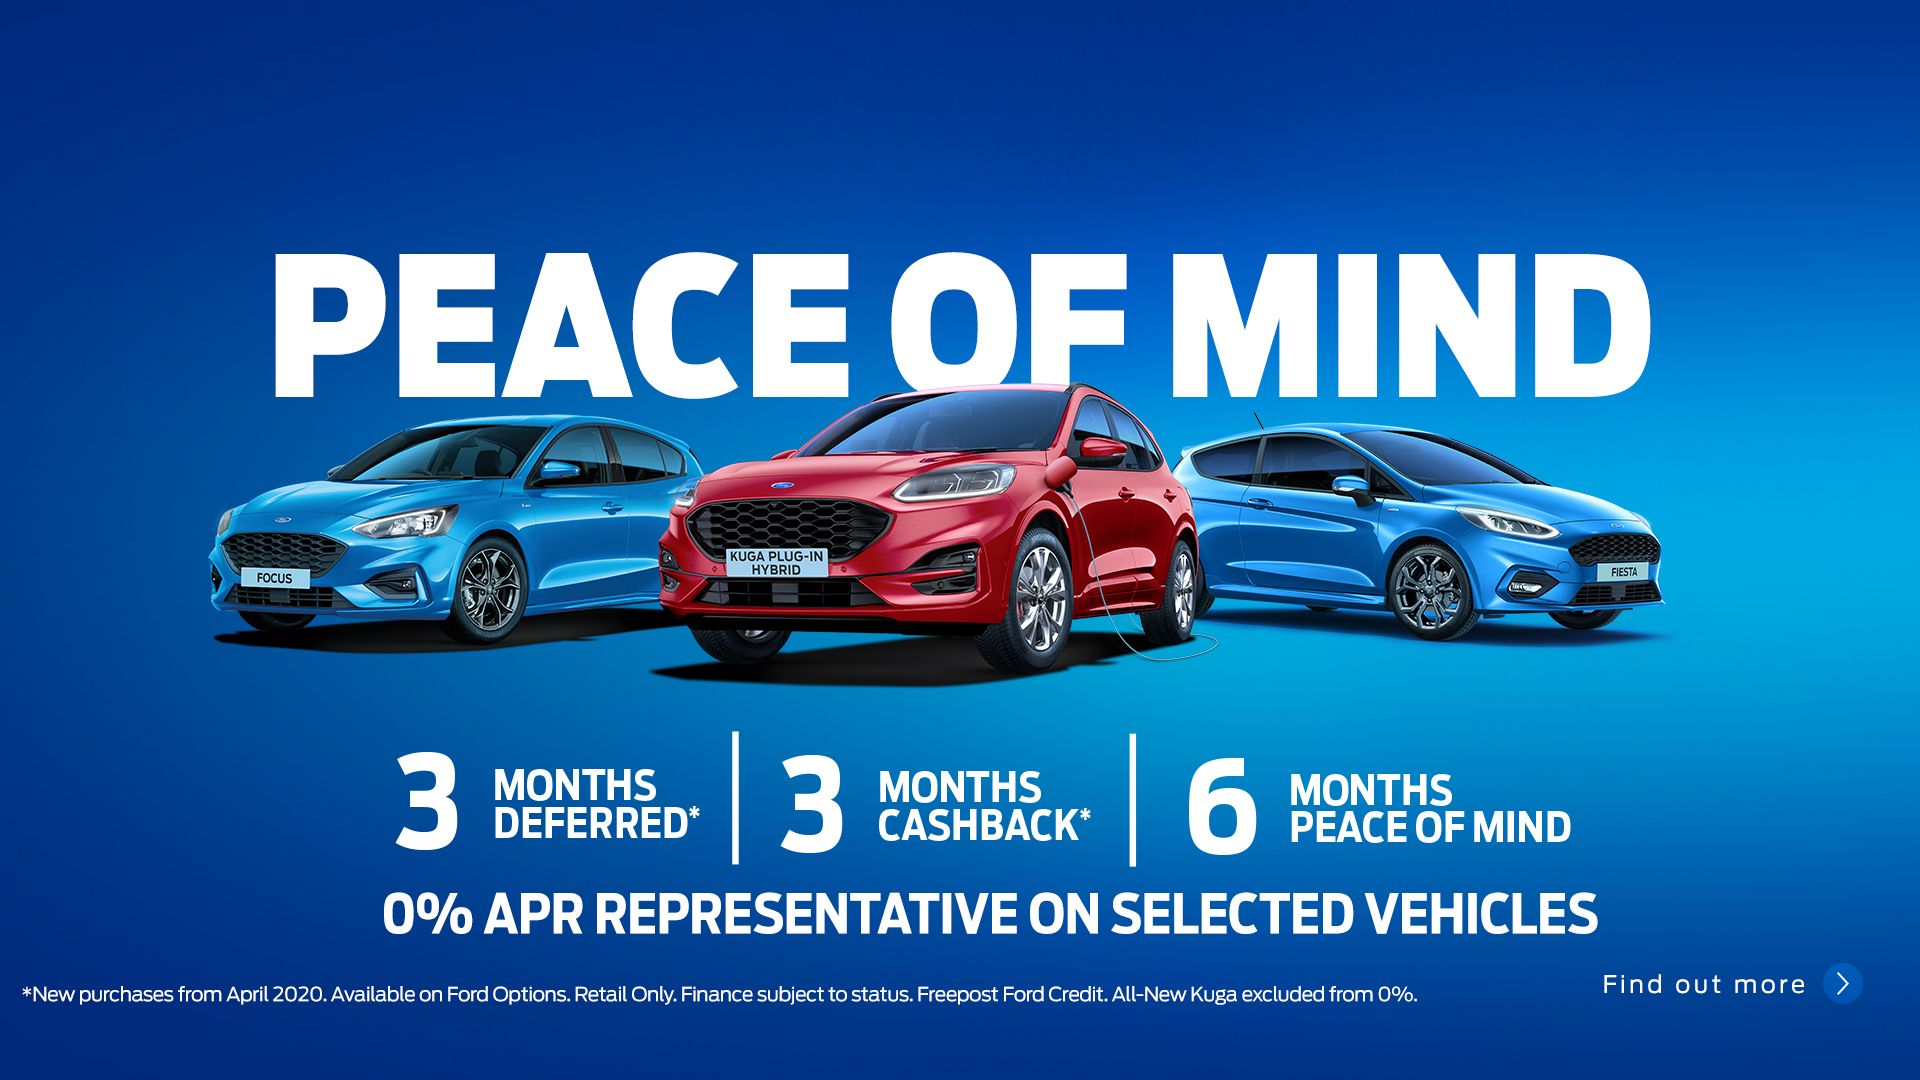 PEACE OF MIND
FOCUS
KUGA PLUG-IN
HYBRID
FIESTA
3 MONTHS
DEFERRED*
3 MONTHS
CASHBACK*
6 MONTHS
PEACE OF MIND
0% APR REPRESENTATIVE ON SELECTED VEHICLES
*New purchases from April 2020. Available on Ford Options. Retail Only. Finance subject to status. Freepost Ford Credit. All-New Kuga excluded from 0%.
Find out more